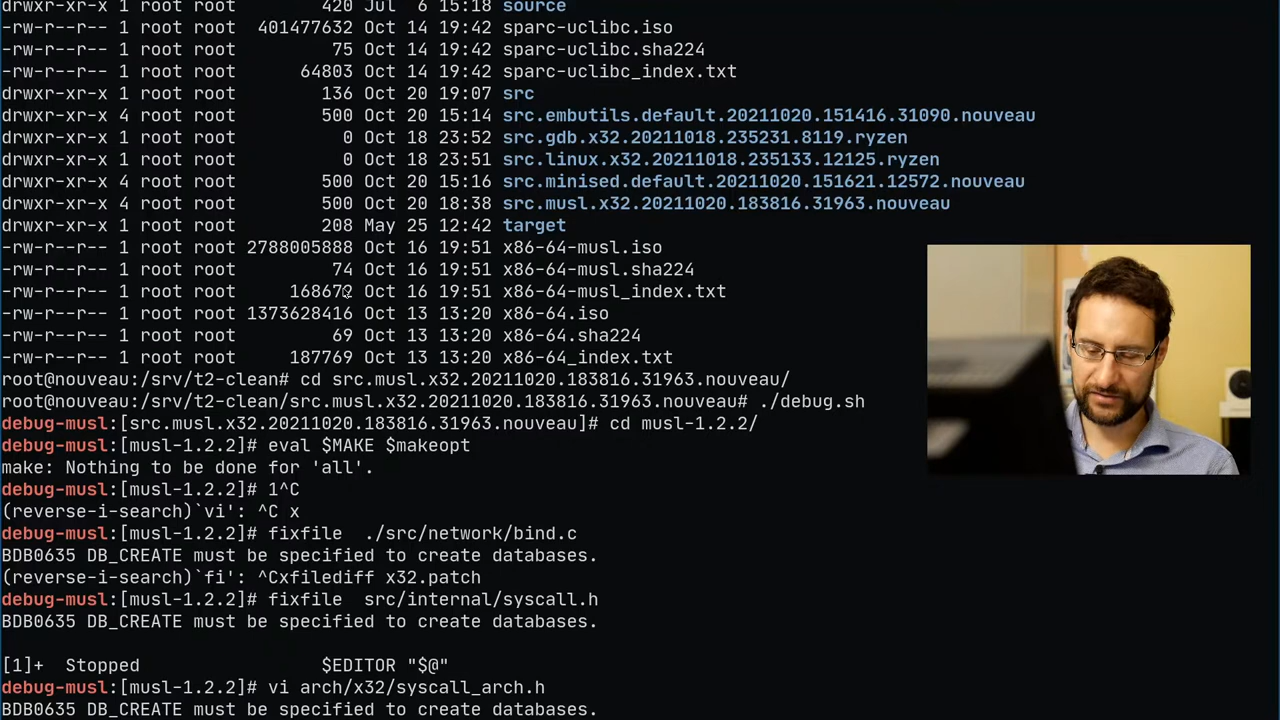 drwxr-xr-x 1 root root        420 Jul  6 15:18 source
-rw-r--r-- 1 root root  401477632 Oct 14 19:42 sparc-uclibc.iso
-rw-r--r-- 1 root root         75 Oct 14 19:42 sparc-uclibc.sha224
-rw-r--r-- 1 root root      64803 Oct 14 19:42 sparc-uclibc_index.txt
drwxr-xr-x 1 root root        136 Oct 20 19:07 src
drwxr-xr-x 4 root root        500 Oct 20 15:14 src.embutils.default.20211020.151416.31090.nouveau
drwxr-xr-x 1 root root          0 Oct 18 23:52 src.gdb.x32.20211018.235231.8119.ryzen
drwxr-xr-x 1 root root          0 Oct 18 23:51 src.linux.x32.20211018.235133.12125.ryzen
drwxr-xr-x 4 root root        500 Oct 20 15:16 src.minised.default.20211020.151621.12572.nouveau
drwxr-xr-x 4 root root        500 Oct 20 18:38 src.musl.x32.20211020.183816.31963.nouveau
drwxr-xr-x 1 root root        208 May 25 12:42 target
-rw-r--r-- 1 root root 2788005888 Oct 16 19:51 x86-64-musl.iso
-rw-r--r-- 1 root root         74 Oct 16 19:51 x86-64-musl.sha224
-rw-r--r-- 1 root root     168672 Oct 16 19:51 x86-64-musl_index.txt
-rw-r--r-- 1 root root 1373628416 Oct 13 13:20 x86-64.iso
-rw-r--r-- 1 root root         69 Oct 13 13:20 x86-64.sha224
-rw-r--r-- 1 root root     187769 Oct 13 13:20 x86-64_index.txt
root@nouveau:/srv/t2-clean# cd src.musl.x32.20211020.183816.31963.nouveau/
root@nouveau:/srv/t2-clean/src.musl.x32.20211020.183816.31963.nouveau# ./debug.sh
debug-musl:[src.musl.x32.20211020.183816.31963.nouveau]# cd musl-1.2.2/
debug-musl:[musl-1.2.2]# eval $MAKE $makeopt
make: Nothing to be done for 'all'.
debug-musl:[musl-1.2.2]# 1^C
(reverse-i-search)`vi': ^C x
debug-musl:[musl-1.2.2]# fixfile  ./src/network/bind.c
BDB0635 DB_CREATE must be specified to create databases.
(reverse-i-search)`fi': ^Cxfilediff x32.patch
debug-musl:[musl-1.2.2]# fixfile  src/internal/syscall.h
BDB0635 DB_CREATE must be specified to create databases.
[1]+  Stopped                 $EDITOR "$@"
debug-musl:[musl-1.2.2]# vi arch/x32/syscall_arch.h
BDB0635 DB_CREATE must be specified to create databases.